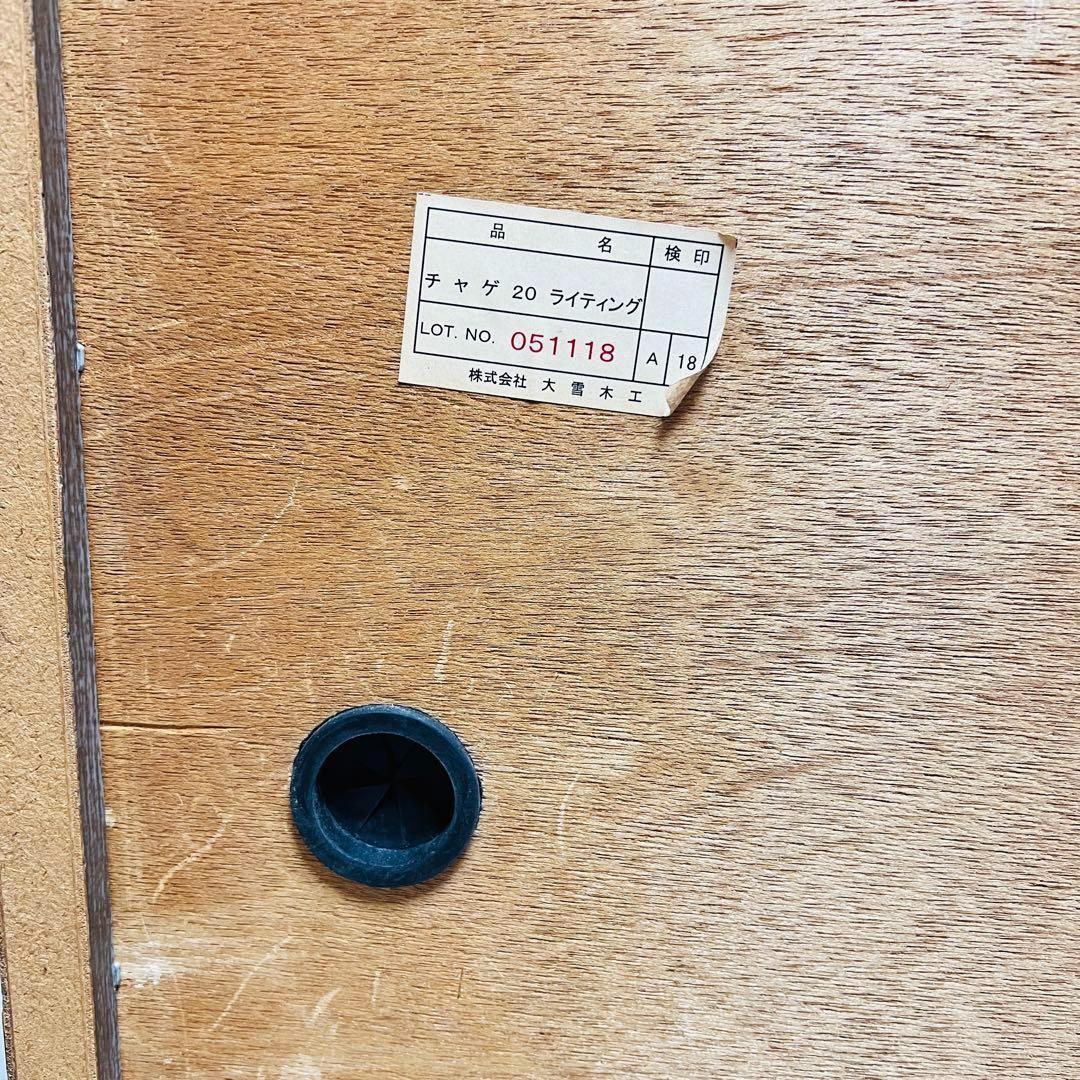 品名 検印
チャゲ 20 ライティング
LOT. NO. 051118 A 18
株式会社 大雪木工